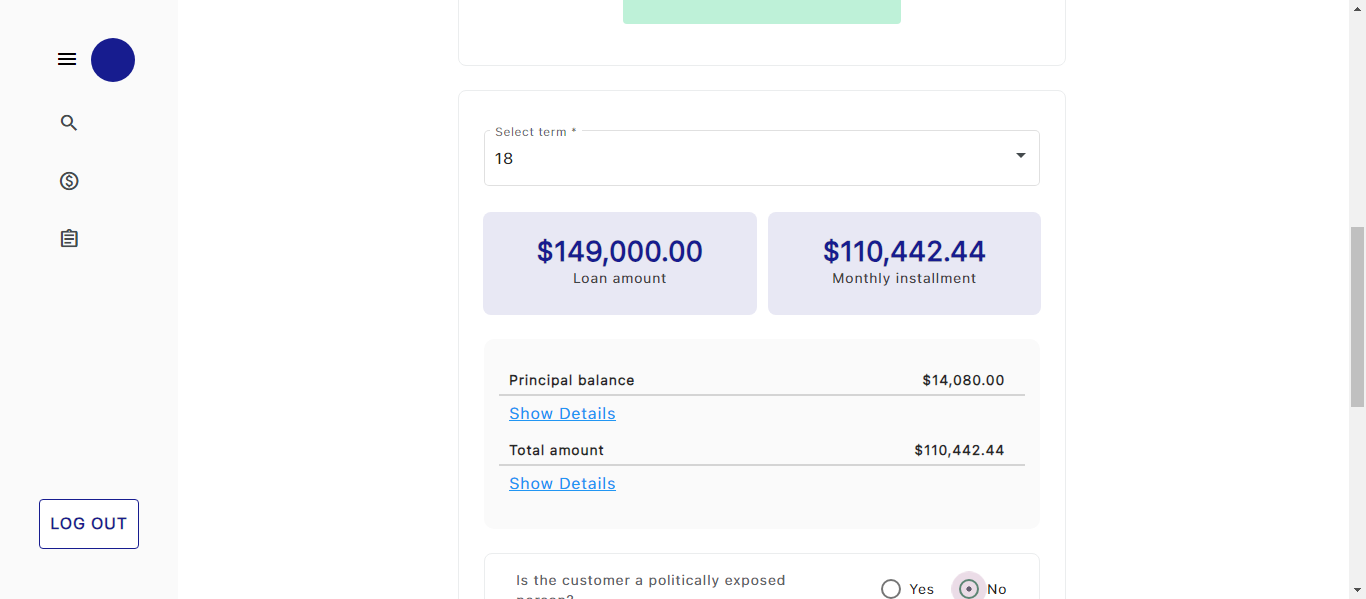 Select term *
18
$149,000.00
Loan amount
$110,442.44
Monthly installment
Principal balance $14,080.00
Show Details
Total amount $110,442.44
Show Details
LOG OUT
Is the customer a politically exposed
person?
Yes No